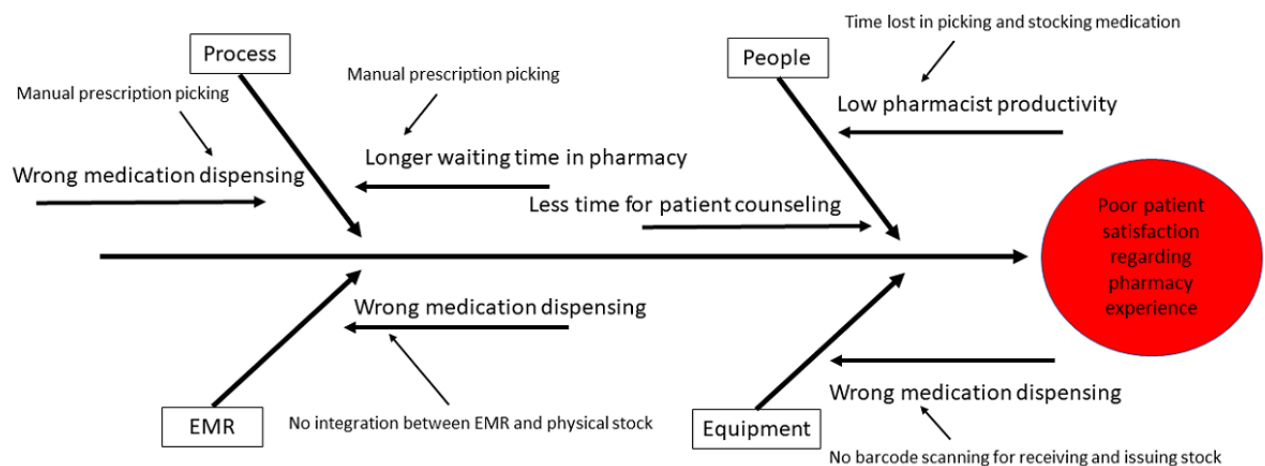 Time lost in picking and stocking medication
Process
People
Manual prescription picking
Manual prescription picking
Low pharmacist productivity
Longer waiting time in pharmacy
Wrong medication dispensing
Less time for patient counseling
Poor patient
satisfaction
regarding
pharmacy
experience
Wrong medication dispensing
Wrong medication dispensing
EMR
No integration between EMR and physical stock
Equipment
No barcode scanning for receiving and issuing stock